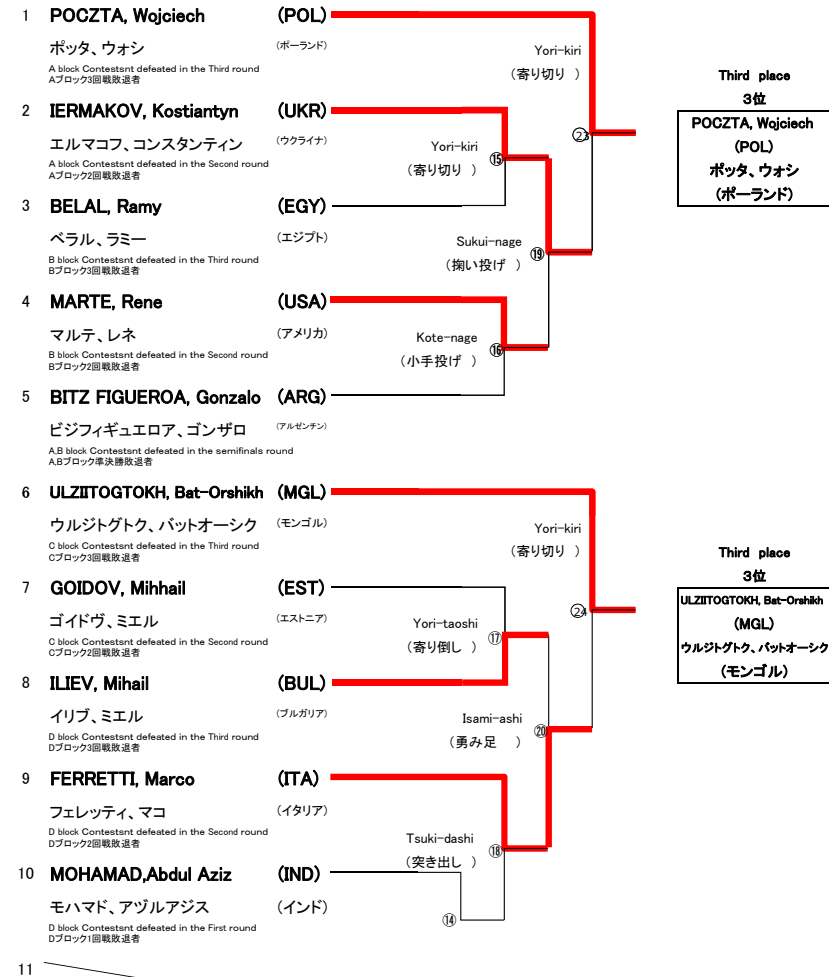 1 POCZTA, Wojciech (POL)
ポッタ、ウォシ (ポーランド)
A block Contestsnt defeated in the Third round
Aブロック3回戦敗退者
2 IERMAKOV, Kostiantyn (UKR)
エルマコフ、コンスタンティン (ウクライナ)
A block Contestsnt defeated in the Second round
Aブロック2回戦敗退者
3 BELAL, Ramy (EGY)
ベラル、ラミー (エジプト)
B block Contestsnt defeated in the Third round
Bブロック3回戦敗退者
4 MARTE, Rene (USA)
マルテ、レネ (アメリカ)
B block Contestsnt defeated in the Second round
Bブロック2回戦敗退者
5 BITZ FIGUEROA, Gonzalo (ARG)
ビジフィギュエロア、ゴンザロ (アルゼンチン)
A,B block Contestsnt defeated in the semifinals round
A,Bブロック準決勝敗退者
6 ULZIITOGTOKH, Bat-Orshikh (MGL)
ウルジトグトク、バットオーシク (モンゴル)
C block Contestsnt defeated in the Third round
Cブロック3回戦敗退者
7 GOIDOV, Mihhail (EST)
ゴイドヴ、ミエル (エストニア)
C block Contestsnt defeated in the Second round
Cブロック2回戦敗退者
8 ILIEV, Mihail (BUL)
イリブ、ミエル (ブルガリア)
D block Contestsnt defeated in the Third round
Dブロック3回戦敗退者
9 FERRETTI, Marco (ITA)
フェレッティ、マコ (イタリア)
D block Contestsnt defeated in the Second round
Dブロック2回戦敗退者
10 MOHAMAD,Abdul Aziz (IND)
モハマド、アヅルアジス (インド)
D block Contestsnt defeated in the First round
Dブロック1回戦敗退者
11
Yori-kiri
(寄り切り )
⑮
Kote-nage
(小手投げ )
⑯
Sukui-nage
(掬い投げ )
⑲
Yori-kiri
(寄り切り )
㉓
Yori-taoshi
(寄り倒し )
⑰
Tsuki-dashi
(突き出し )
⑱
⑭
Isami-ashi
(勇み足 )
⑳
Yori-kiri
(寄り切り )
㉔
Third place
3位
POCZTA, Wojciech
(POL)
ポッタ、ウォシ
(ポーランド)
Third place
3位
ULZIITOGTOKH, Bat-Orshikh
(MGL)
ウルジトグトク、バットオーシク
(モンゴル)